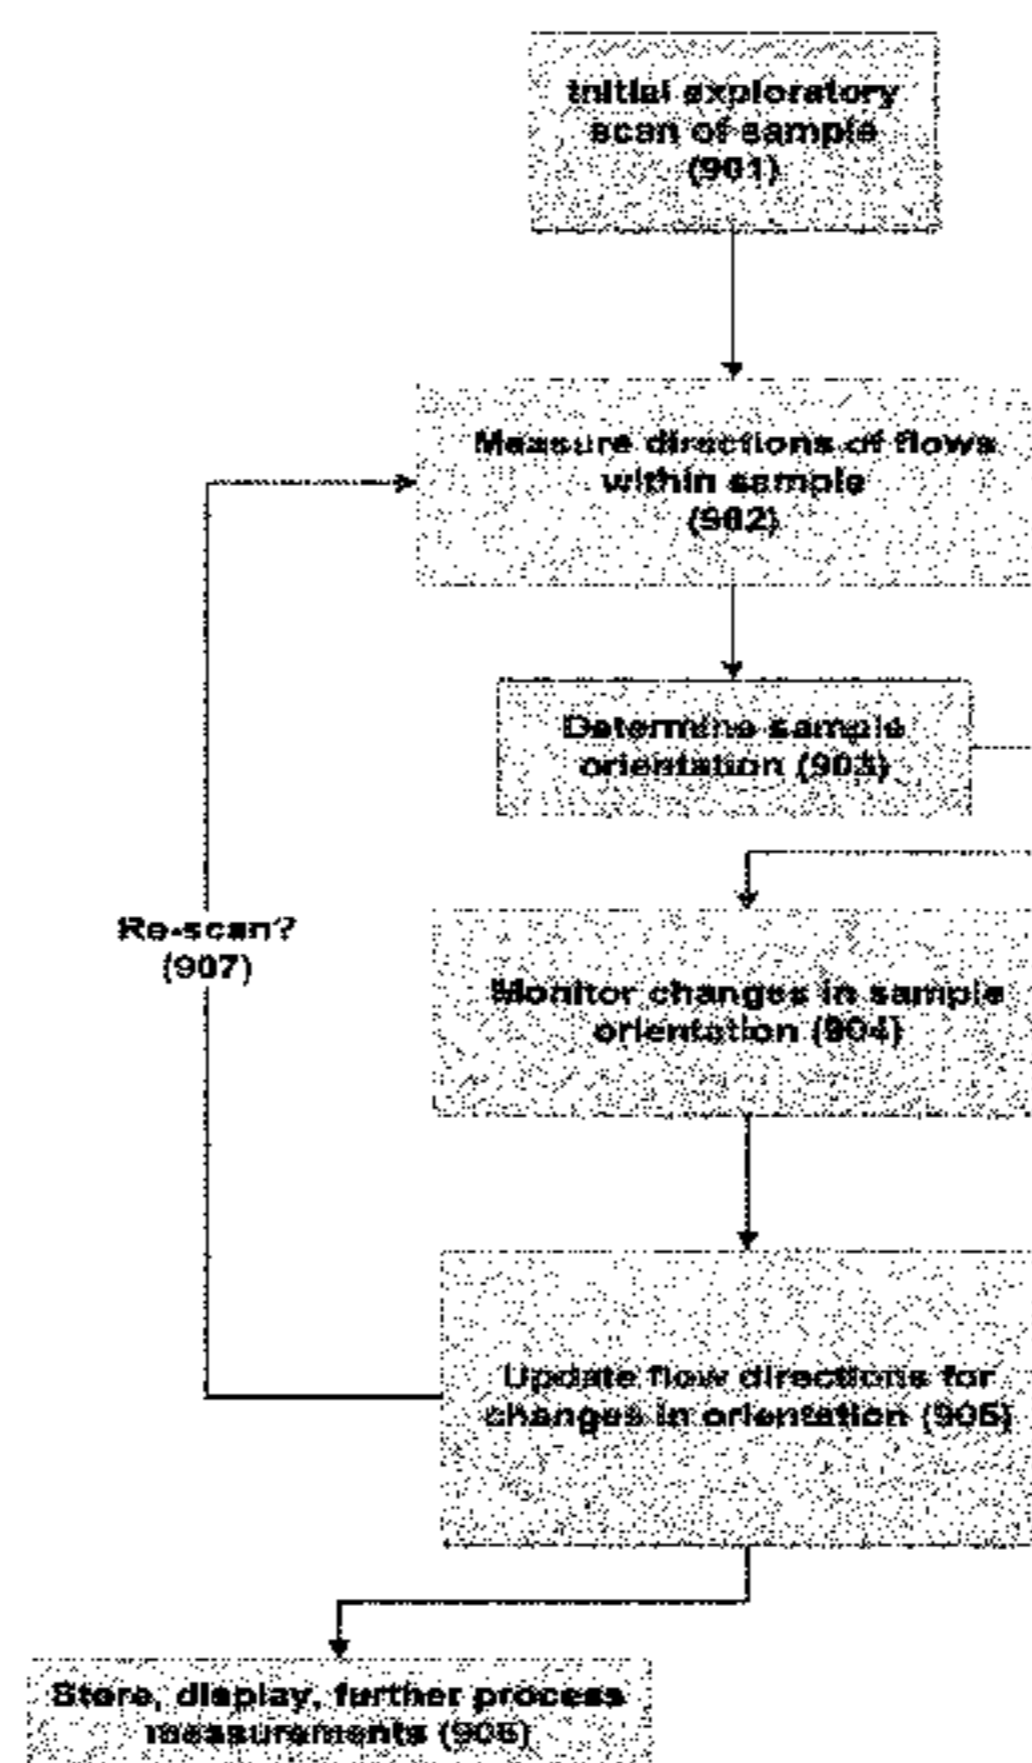 Initial exploratory
scan of sample
(901)
Measure directions of flows
within sample
(902)
Determine sample
orientation (903)
Re-scan?
(907)
Monitor changes in sample
orientation (904)
Update flow directions for
changes in orientation (905)
Store, display, further process
measurements (906)